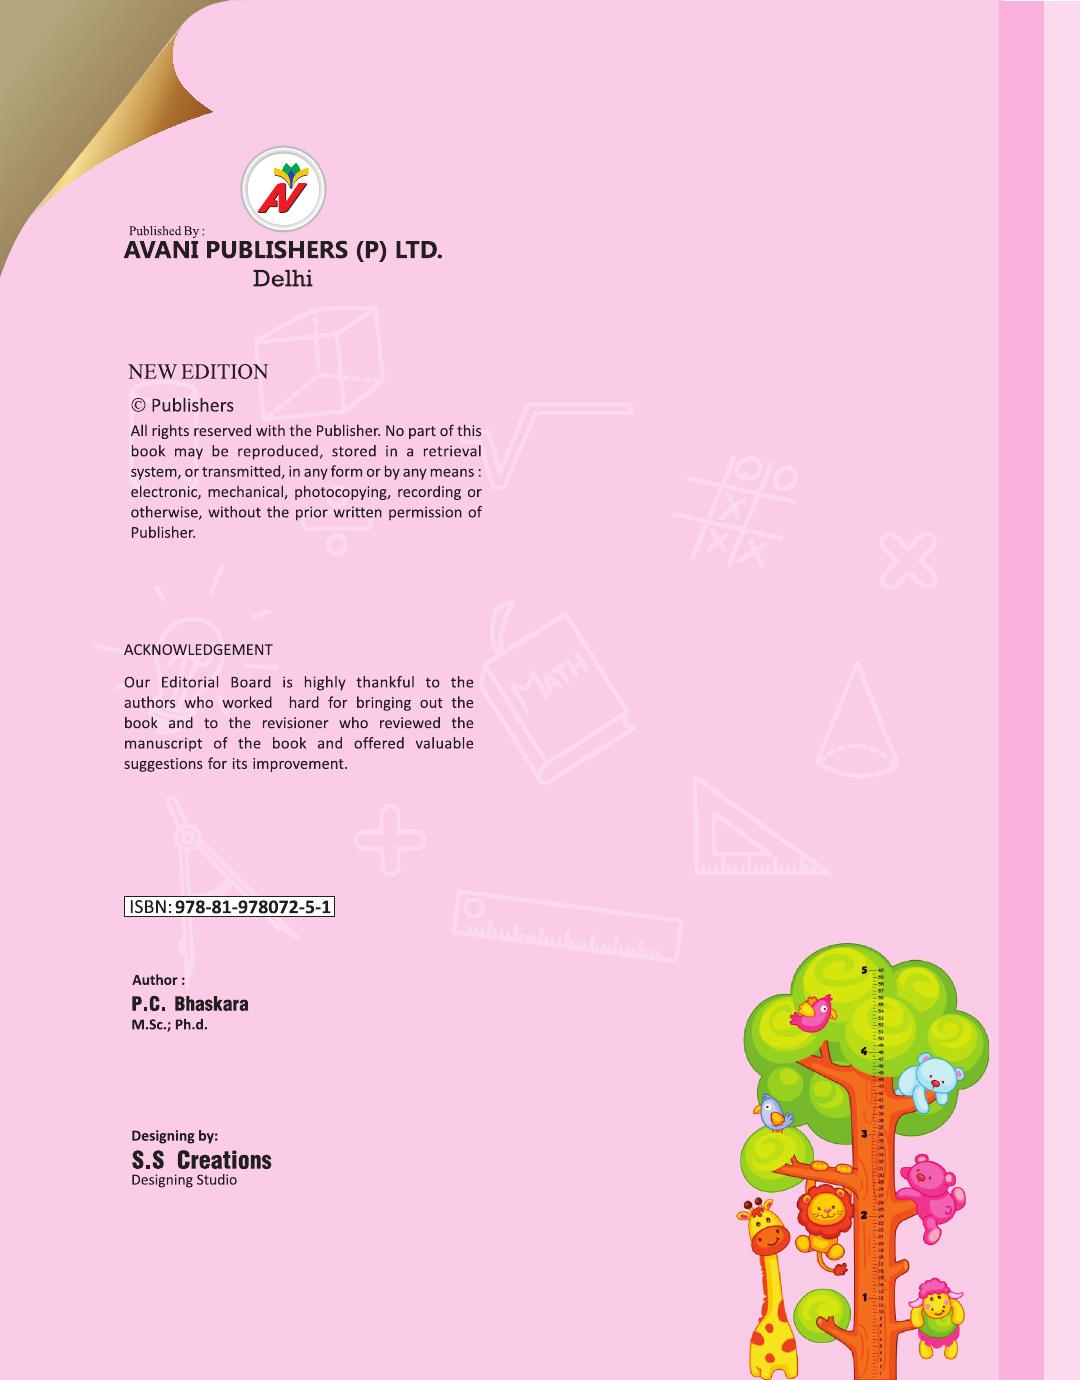 AV
Published By :
AVANI PUBLISHERS (P) LTD.
Delhi
NEW EDITION
© Publishers
All rights reserved with the Publisher. No part of this
book may be reproduced, stored in a retrieval
system, or transmitted, in any form or by any means :
electronic, mechanical, photocopying, recording or
otherwise, without the prior written permission of
Publisher.
ACKNOWLEDGEMENT
Our Editorial Board is highly thankful to the
authors who worked hard for bringing out the
book and to the revisioner who reviewed the
manuscript of the book and offered valuable
suggestions for its improvement.
MATH
ISBN: 978-81-978072-5-1
Author :
P.C. Bhaskara
M.Sc.; Ph.d.
Designing by:
S.S Creations
Designing Studio
5
4
3
2
1